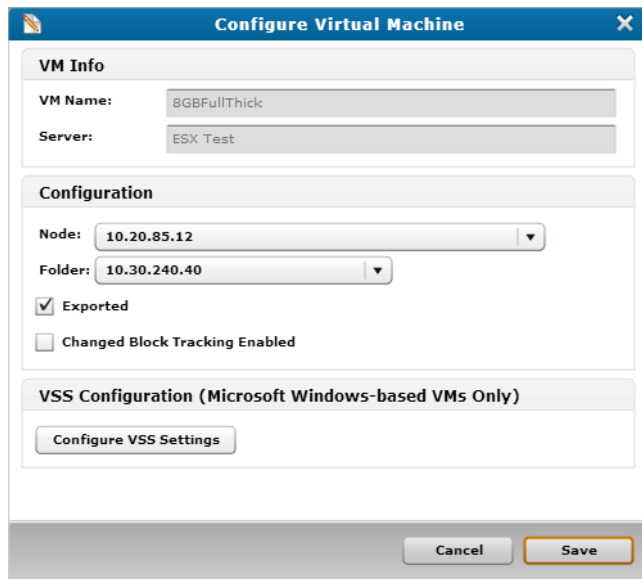 Configure Virtual Machine
VM Info
VM Name: 8GBFullThick
Server: ESX Test
Configuration
Node: 10.20.85.12
Folder: 10.30.240.40
Exported
Changed Block Tracking Enabled
VSS Configuration (Microsoft Windows-based VMs Only)
Configure VSS Settings
Cancel Save